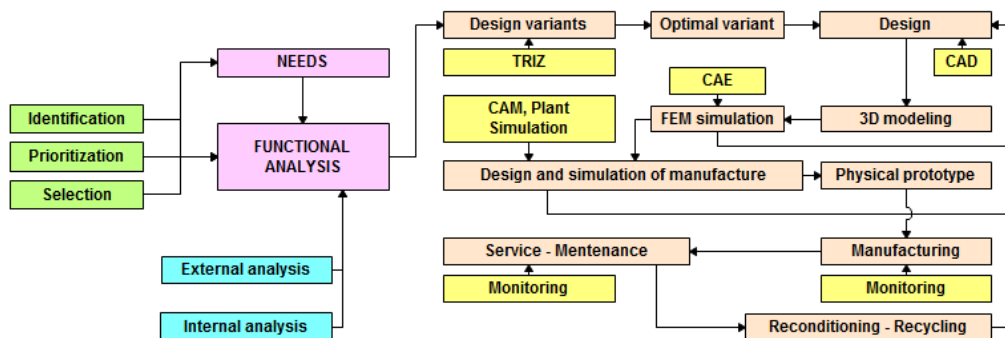 Design variants
Optimal variant
Design
NEEDS
TRIZ
CAD
CAE
Identification
CAM, Plant
Simulation
FEM simulation
3D modeling
Prioritization
FUNCTIONAL
ANALYSIS
Selection
Design and simulation of manufacture
Physical prototype
External analysis
Service - Mentenance
Manufacturing
Monitoring
Monitoring
Internal analysis
Reconditioning - Recycling